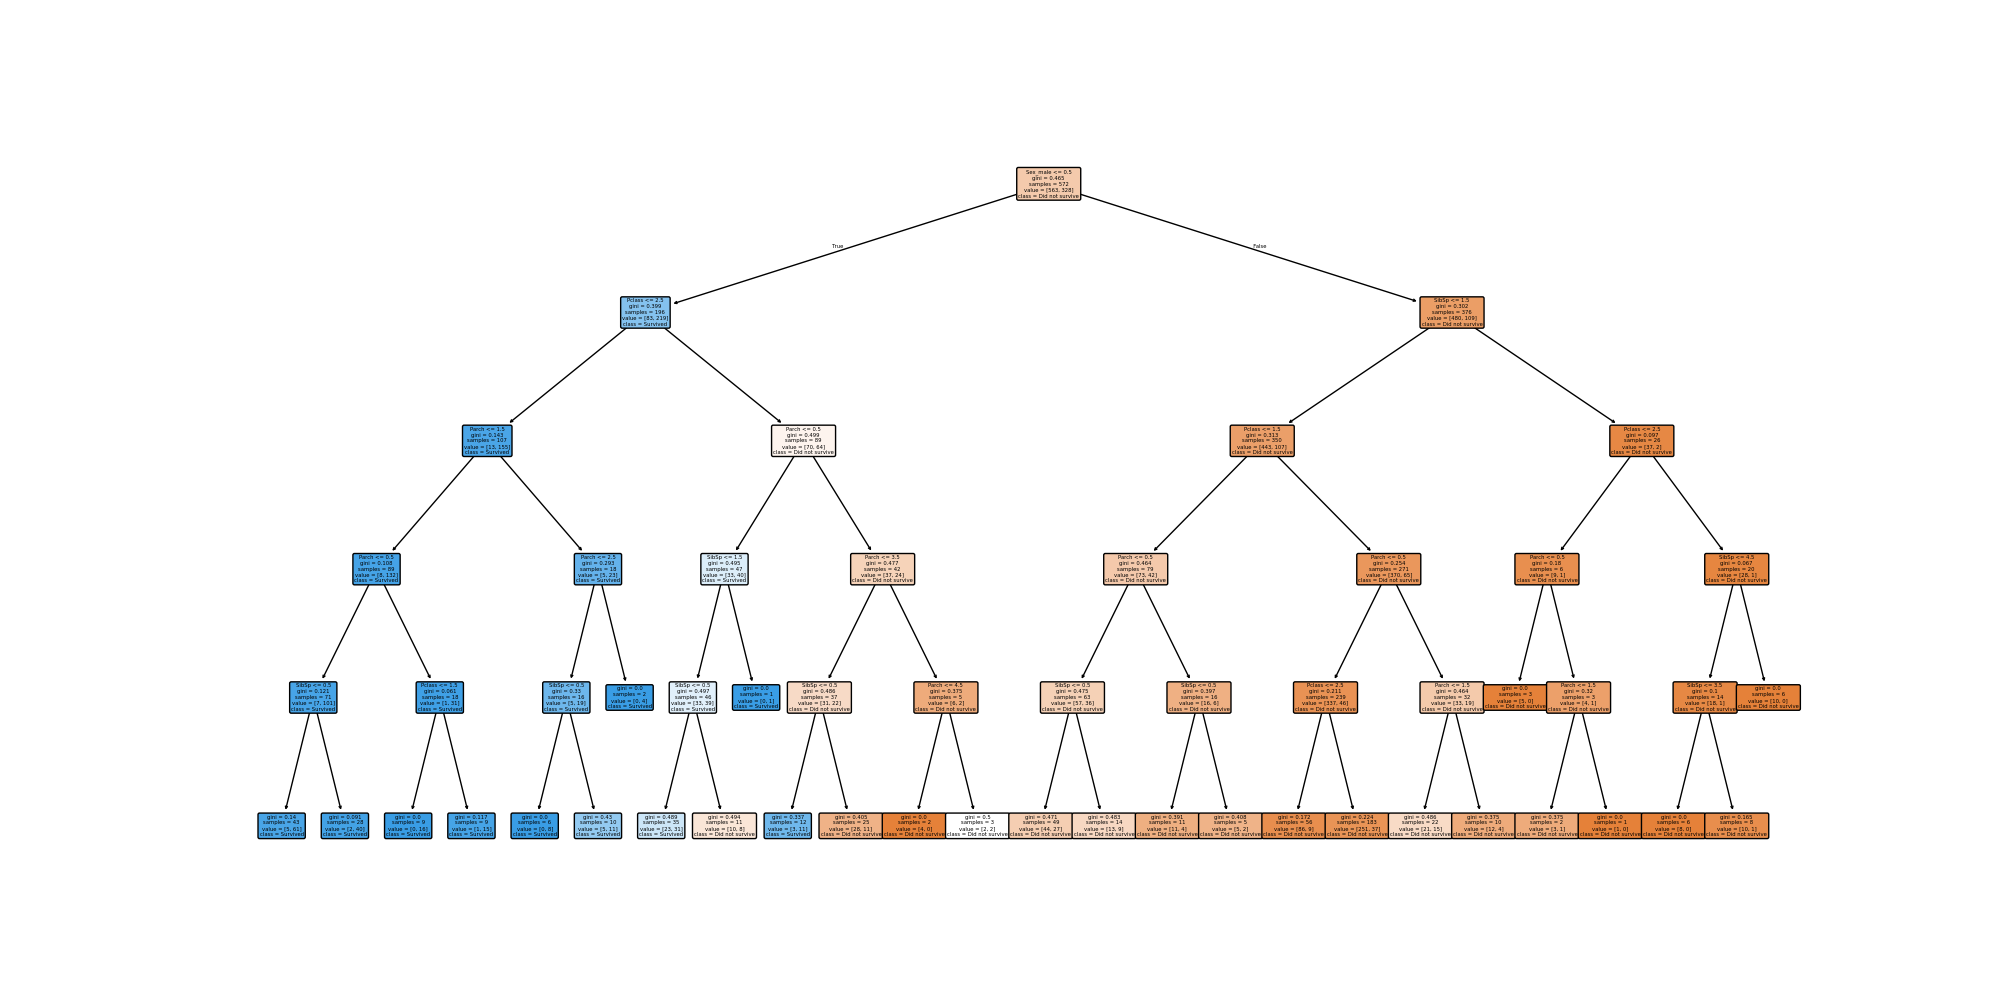 Sex_male <= 0.5
gini = 0.465
samples = 572
value = [563, 328]
class = Did not survive
True
False
Pclass <= 2.5
gini = 0.399
samples = 196
value = [83, 219]
class = Survived
SibSp <= 1.5
gini = 0.302
samples = 376
value = [480, 109]
class = Did not survive
Parch <= 1.5
gini = 0.143
samples = 107
value = [13, 155]
class = Survived
Parch <= 0.5
gini = 0.499
samples = 89
value = [70, 64]
class = Did not survive
Pclass <= 1.5
gini = 0.313
samples = 350
value = [443, 107]
class = Did not survive
Pclass <= 2.5
gini = 0.097
samples = 26
value = [37, 2]
class = Did not survive
Parch <= 0.5
gini = 0.108
samples = 89
value = [8, 132]
class = Survived
Parch <= 2.5
gini = 0.293
samples = 18
value = [5, 23]
class = Survived
SibSp <= 1.5
gini = 0.495
samples = 47
value = [33, 40]
class = Survived
Parch <= 3.5
gini = 0.477
samples = 42
value = [37, 24]
class = Did not survive
Parch <= 0.5
gini = 0.464
samples = 79
value = [73, 42]
class = Did not survive
Parch <= 0.5
gini = 0.254
samples = 271
value = [370, 65]
class = Did not survive
Parch <= 0.5
gini = 0.18
samples = 6
value = [9, 1]
class = Did not survive
SibSp <= 4.5
gini = 0.067
samples = 20
value = [28, 1]
class = Did not survive
SibSp <= 0.5
gini = 0.121
samples = 71
value = [7, 101]
class = Survived
Pclass <= 1.5
gini = 0.061
samples = 18
value = [1, 31]
class = Survived
SibSp <= 0.5
gini = 0.33
samples = 16
value = [5, 19]
class = Survived
gini = 0.0
samples = 2
value = [0, 4]
class = Survived
SibSp <= 0.5
gini = 0.497
samples = 46
value = [33, 39]
class = Survived
gini = 0.0
samples = 1
value = [0, 1]
class = Survived
SibSp <= 0.5
gini = 0.486
samples = 37
value = [31, 22]
class = Did not survive
Parch <= 4.5
gini = 0.375
samples = 5
value = [6, 2]
class = Did not survive
SibSp <= 0.5
gini = 0.475
samples = 63
value = [57, 36]
class = Did not survive
SibSp <= 0.5
gini = 0.397
samples = 16
value = [16, 6]
class = Did not survive
Pclass <= 2.5
gini = 0.211
samples = 239
value = [337, 46]
class = Did not survive
Parch <= 1.5
gini = 0.464
samples = 32
value = [33, 19]
class = Did not survive
gini = 0.0
samples = 3
value = [5, 0]
class = Did not survive
Parch <= 1.5
gini = 0.32
samples = 3
value = [4, 1]
class = Did not survive
SibSp <= 3.5
gini = 0.1
samples = 14
value = [18, 1]
class = Did not survive
gini = 0.0
samples = 6
value = [10, 0]
class = Did not survive
gini = 0.14
samples = 43
value = [5, 61]
class = Survived
gini = 0.091
samples = 28
value = [2, 40]
class = Survived
gini = 0.0
samples = 9
value = [0, 16]
class = Survived
gini = 0.117
samples = 9
value = [1, 15]
class = Survived
gini = 0.0
samples = 6
value = [0, 8]
class = Survived
gini = 0.43
samples = 10
value = [5, 11]
class = Survived
gini = 0.489
samples = 35
value = [23, 31]
class = Survived
gini = 0.494
samples = 11
value = [10, 8]
class = Did not survive
gini = 0.337
samples = 12
value = [3, 11]
class = Survived
gini = 0.405
samples = 25
value = [28, 11]
class = Did not survive
gini = 0.0
samples = 2
value = [4, 0]
class = Did not survive
gini = 0.5
samples = 3
value = [2, 2]
class = Did not survive
gini = 0.471
samples = 49
value = [44, 27]
class = Did not survive
gini = 0.483
samples = 14
value = [13, 9]
class = Did not survive
gini = 0.391
samples = 11
value = [11, 4]
class = Did not survive
gini = 0.408
samples = 5
value = [5, 2]
class = Did not survive
gini = 0.172
samples = 56
value = [86, 9]
class = Did not survive
gini = 0.224
samples = 183
value = [251, 37]
class = Did not survive
gini = 0.486
samples = 22
value = [21, 15]
class = Did not survive
gini = 0.375
samples = 10
value = [12, 4]
class = Did not survive
gini = 0.375
samples = 2
value = [3, 1]
class = Did not survive
gini = 0.0
samples = 1
value = [1, 0]
class = Did not survive
gini = 0.0
samples = 6
value = [8, 0]
class = Did not survive
gini = 0.165
samples = 8
value = [10, 1]
class = Did not survive